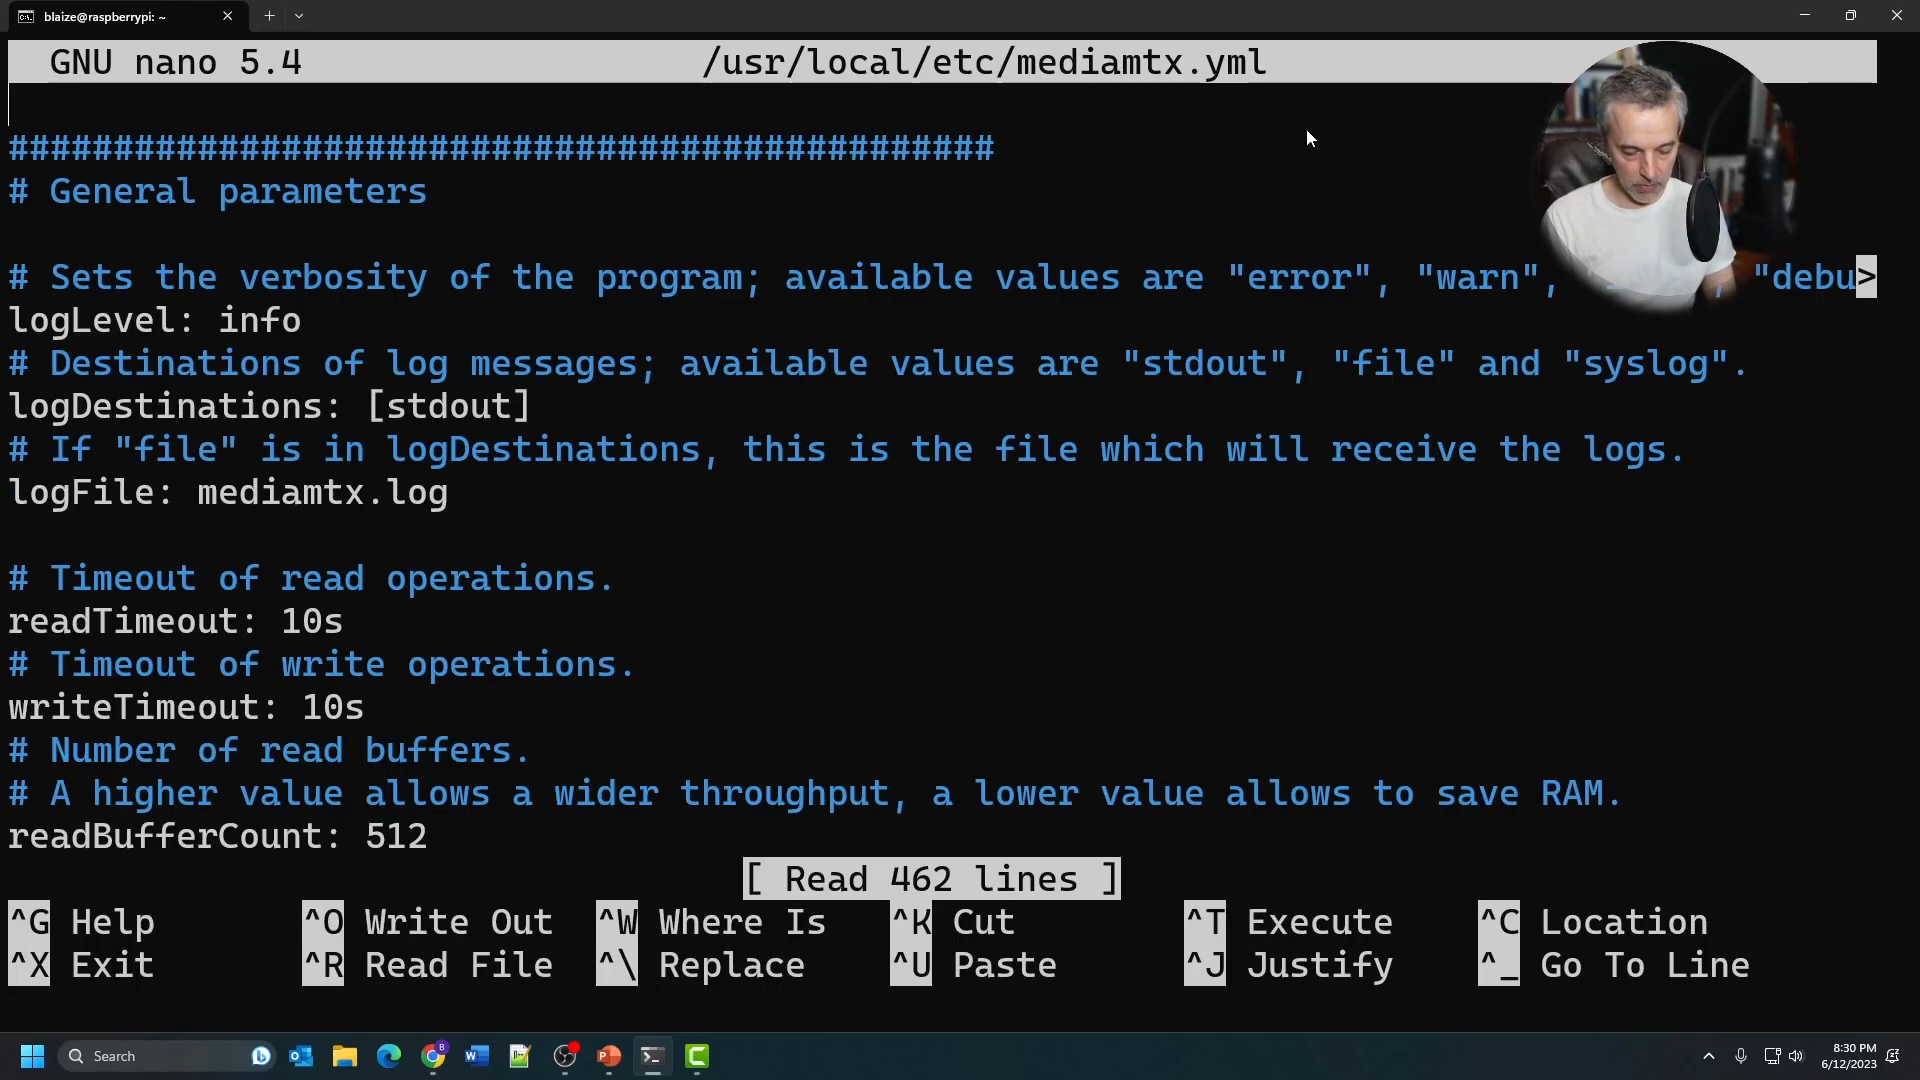 blaize@raspberrypi: ~
GNU nano 5.4 /usr/local/etc/mediamtx.yml
###############################################
# General parameters
# Sets the verbosity of the program; available values are "error", "warn", "debu>
logLevel: info
# Destinations of log messages; available values are "stdout", "file" and "syslog".
logDestinations: [stdout]
# If "file" is in logDestinations, this is the file which will receive the logs.
logFile: mediamtx.log
# Timeout of read operations.
readTimeout: 10s
# Timeout of write operations.
writeTimeout: 10s
# Number of read buffers.
# A higher value allows a wider throughput, a lower value allows to save RAM.
readBufferCount: 512
[ Read 462 lines ]
^G Help ^O Write Out ^W Where Is ^K Cut ^T Execute ^C Location
^X Exit ^R Read File ^\ Replace ^U Paste ^J Justify ^_ Go To Line
Search
8:30 PM
6/12/2023